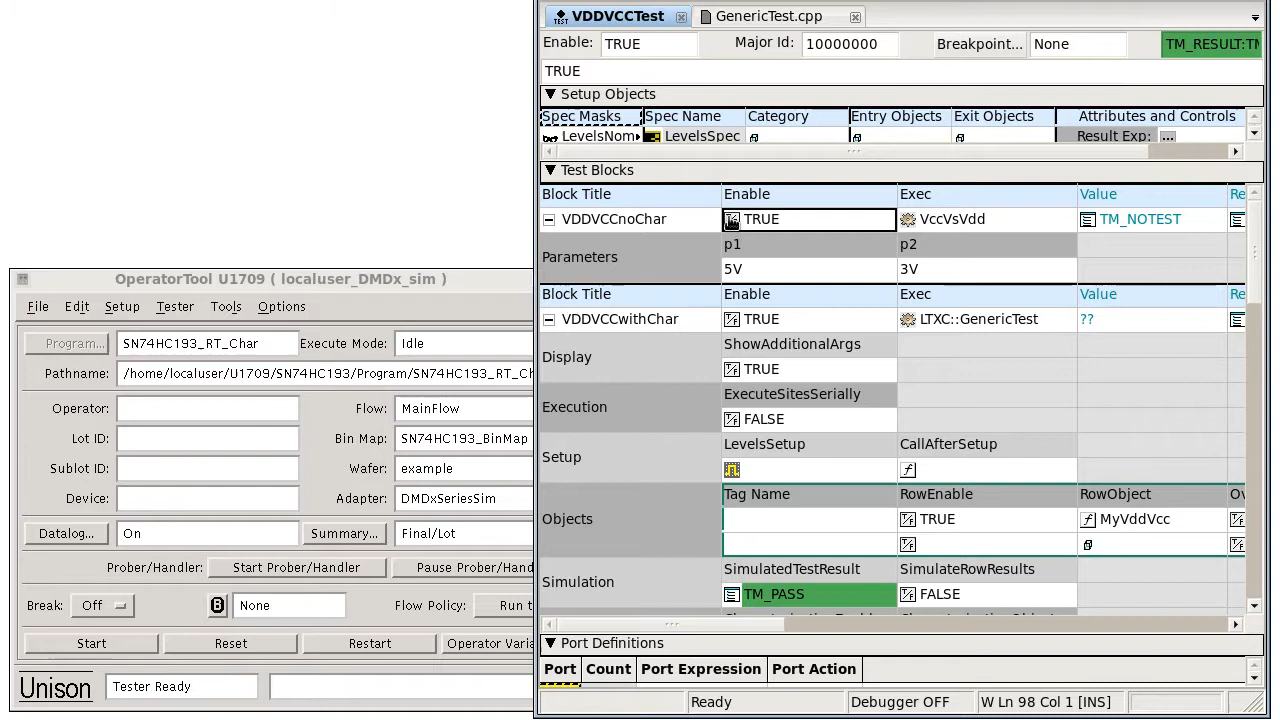 VDDVCCTest
GenericTest.cpp
Enable: TRUE Major Id: 10000000 Breakpoint... None
TRUE
Setup Objects
Spec Masks Spec Name Category Entry Objects Exit Objects Attributes and Controls
LevelsNom LevelsSpec Result Exp: ...
Test Blocks
Block Title Enable Exec Value Re
VDDVCCnoChar TRUE VccVsVdd TM_NOTEST
Parameters p1 p2
5V 3V
Block Title Enable Exec Value Re
VDDVCCwithChar TRUE LTXC::GenericTest ??
Display ShowAdditionalArgs
TRUE
Execution ExecuteSitesSerially
FALSE
Setup LevelsSetup CallAfterSetup
Objects Tag Name RowEnable RowObject
TRUE MyVddVcc
Simulation SimulatedTestResult SimulateRowResults
TM_PASS FALSE
Port Definitions
Port Count Port Expression Port Action
Ready Debugger OFF W Ln 98 Col 1 [INS]
OperatorTool U1709 ( localuser_DMDx_sim )
File Edit Setup Tester Tools Options
Program... SN74HC193_RT_Char Execute Mode: Idle
Pathname: /home/localuser/U1709/SN74HC193/Program/SN74HC193_RT_Ch
Operator: Flow: MainFlow
Lot ID: Bin Map: SN74HC193_BinMap
Sublot ID: Wafer: example
Device: Adapter: DMDxSeriesSim
Datalog... On Summary... Final/Lot
Prober/Handler: Start Prober/Handler Pause Prober/Handler
Break: Off B None Flow Policy: Run t
Start Reset Restart Operator Varia
Unison Tester Ready